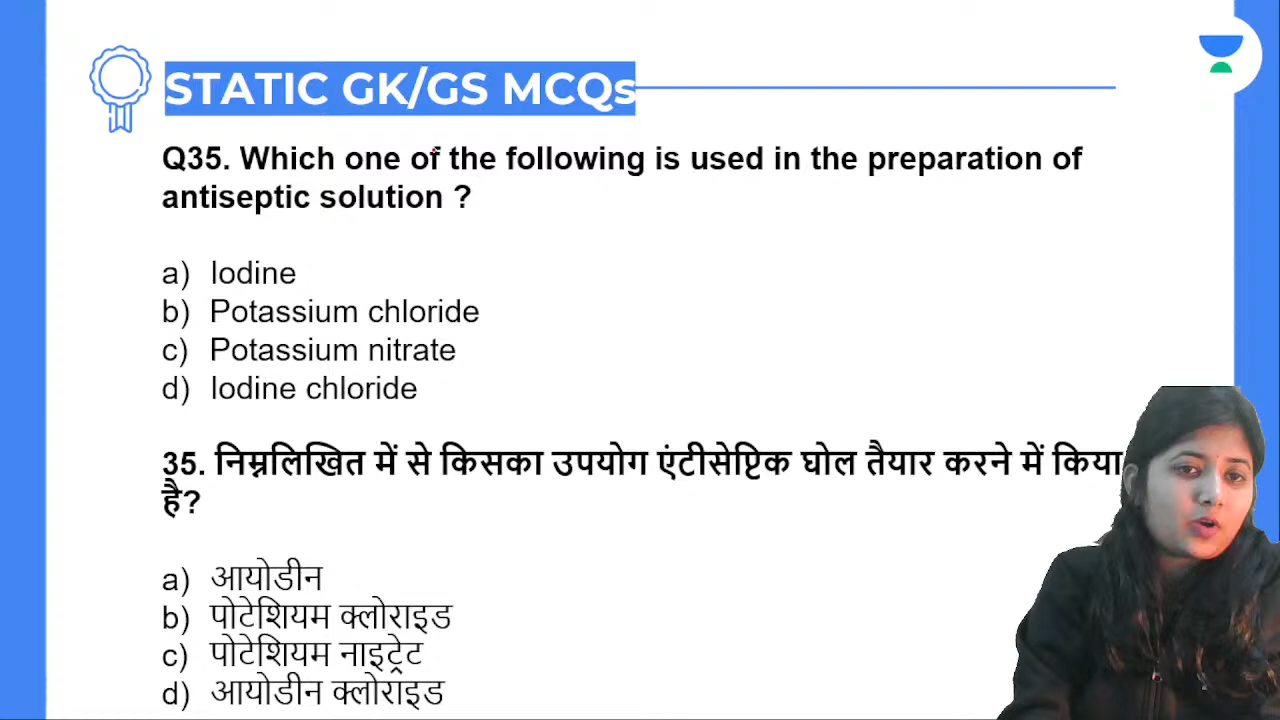 STATIC GK/GS MCQs
Q35. Which one of the following is used in the preparation of
antiseptic solution ?
a) Iodine
b) Potassium chloride
c) Potassium nitrate
d) Iodine chloride
35. निम्नलिखित में से किसका उपयोग एंटीसेप्टिक घोल तैयार करने में किया
है?
a) आयोडीन
b) पोटेशियम क्लोराइड
c) पोटेशियम नाइट्रेट
d) आयोडीन क्लोराइड